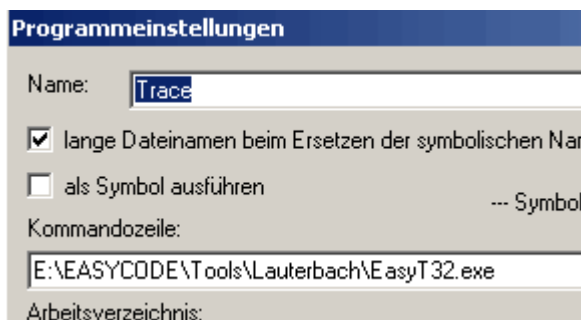 Programmeinstellungen
Name: Trace
lange Dateinamen beim Ersetzen der symbolischen
als Symbol ausführen
--- Symbol
Kommandozeile:
E:\EASYCODE\Tools\Lauterbach\EasyT32.exe
Arbeitsverzeichnis: